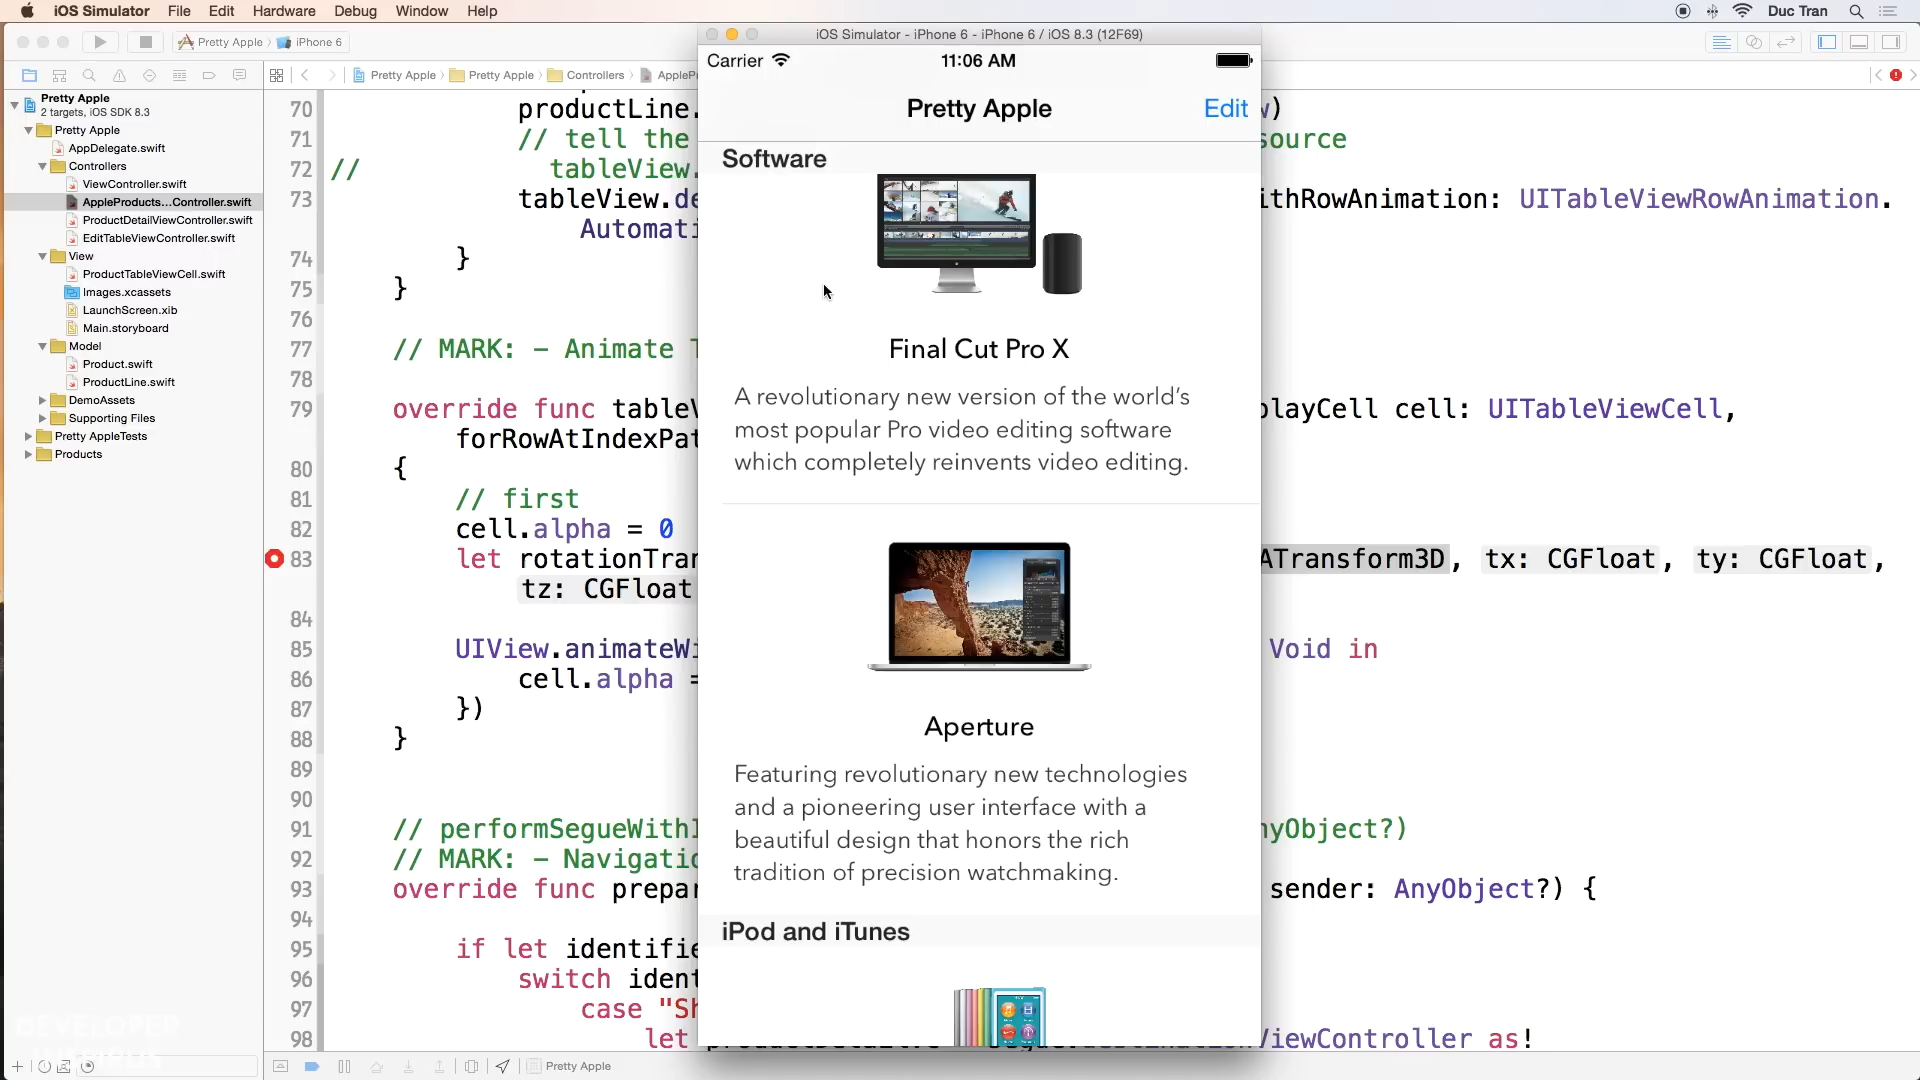 iOS Simulator File Edit Hardware Debug Window Help Duc Tran
Pretty Apple iPhone 6
iOS Simulator - iPhone 6 - iPhone 6 / iOS 8.3 (12F69)
Pretty Apple Pretty Apple Controllers AppleP
Pretty Apple
2 targets, iOS SDK 8.3
Pretty Apple
AppDelegate.swift
Controllers
ViewController.swift
AppleProducts...Controller.swift
ProductDetailViewController.swift
EditTableViewController.swift
View
ProductTableViewCell.swift
Images.xcassets
LaunchScreen.xib
Main.storyboard
Model
Product.swift
ProductLine.swift
DemoAssets
Supporting Files
Pretty AppleTests
Products
70 productLine.
71 // tell the source
72 // tableView.
73 tableView.de ithRowAnimation: UITableViewRowAnimation.
Automati
74 }
75 }
76
77 // MARK: - Animate T
78
79 override func tableV playCell cell: UITableViewCell,
forRowAtIndexPat
80 {
81 // first
82 cell.alpha = 0
83 let rotationTran ATransform3D, tx: CGFloat, ty: CGFloat,
tz: CGFloat
84
85 UIView.animateWi Void in
86 cell.alpha =
87 })
88 }
89
90
91 // performSegueWithI nyObject?)
92 // MARK: - Navigatio
93 override func prepar sender: AnyObject?) {
94
95 if let identifie
96 switch ident
97 case "Sh
98 let ViewController as!
Carrier 11:06 AM
Pretty Apple Edit
Software
Final Cut Pro X
A revolutionary new version of the world's
most popular Pro video editing software
which completely reinvents video editing.
Aperture
Featuring revolutionary new technologies
and a pioneering user interface with a
beautiful design that honors the rich
tradition of precision watchmaking.
iPod and iTunes
DEVELOPER
Pretty Apple